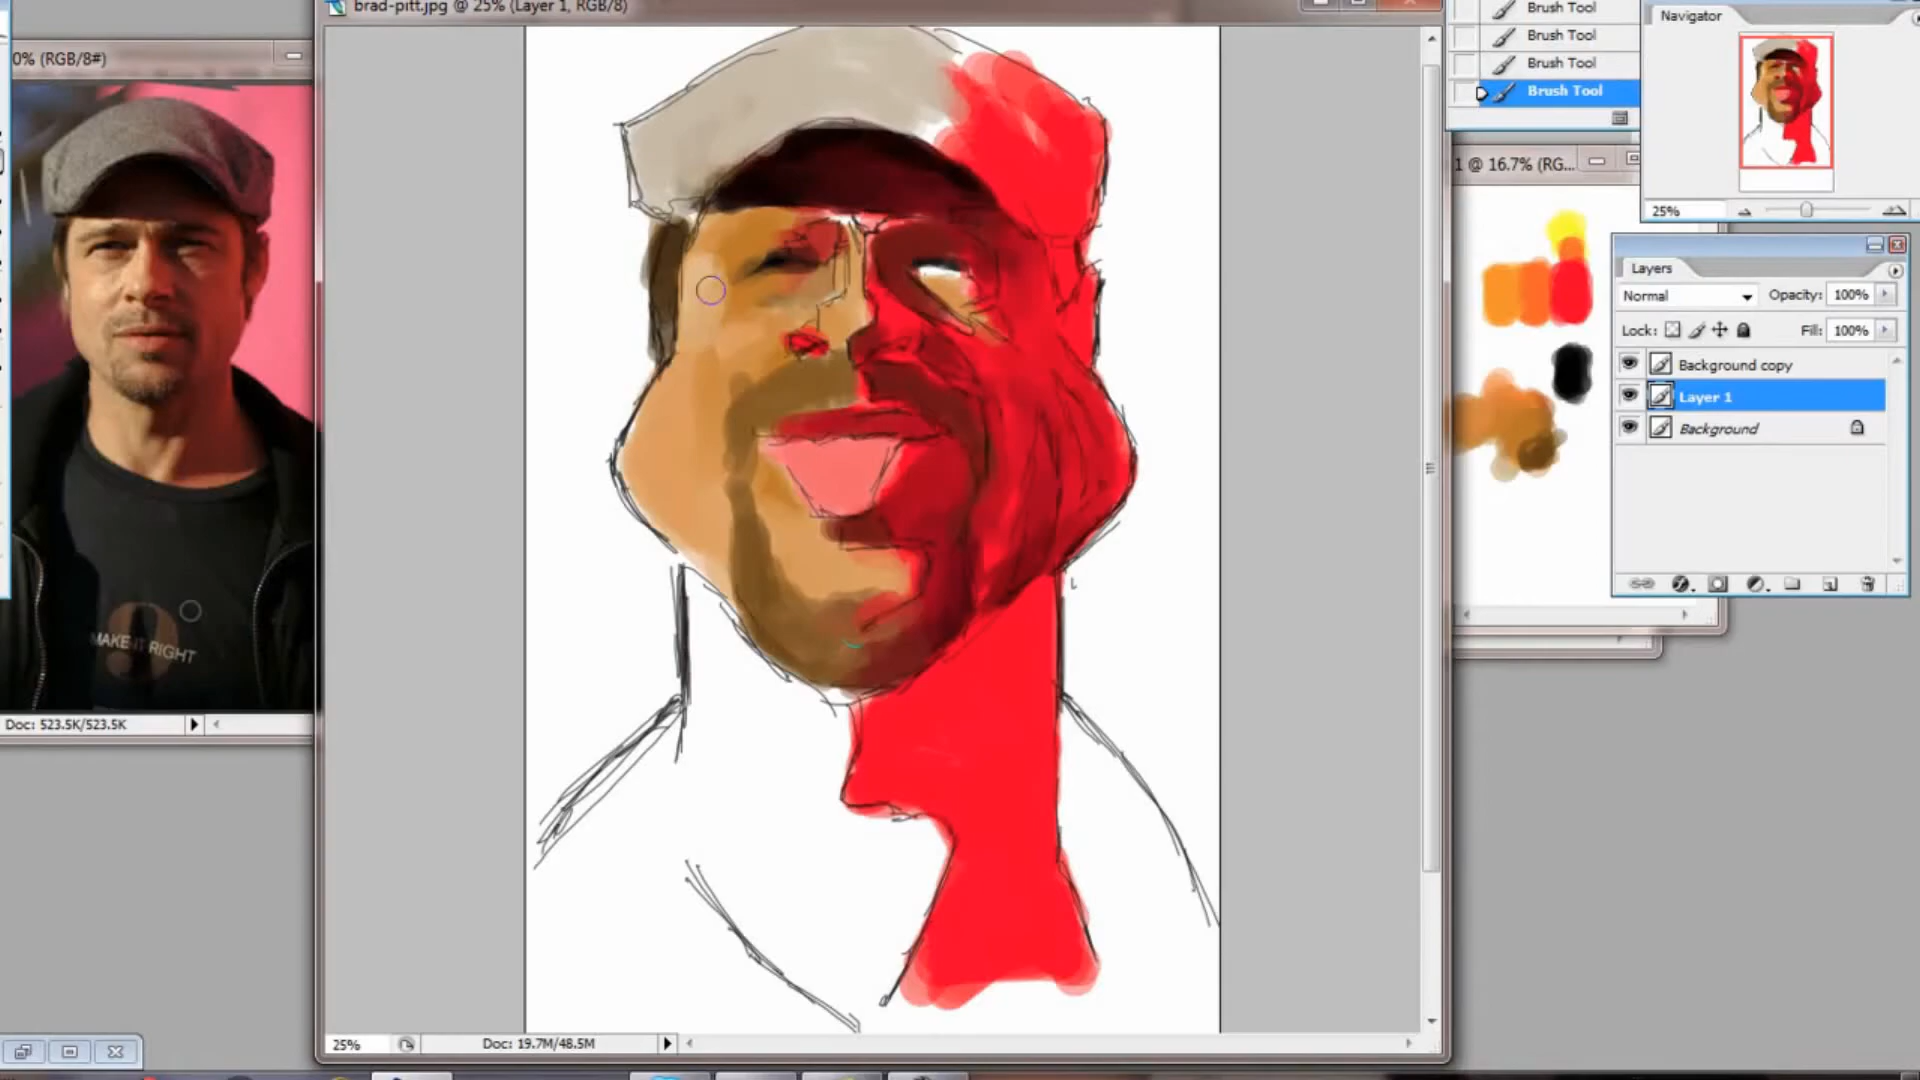 brad-pitt.jpg @ 25% (Layer 1, RGB/8)
0% (RGB/8#)
MAKE IT RIGHT
9
Doc: 523.5K/523.5K
25%
Doc: 19.7M/48.5M
Brush Tool
Brush Tool
Brush Tool
Brush Tool
1 @ 16.7% (RG...
Navigator
25%
Layers
Normal
Opacity: 100%
Lock:
Fill: 100%
Background copy
Layer 1
Background